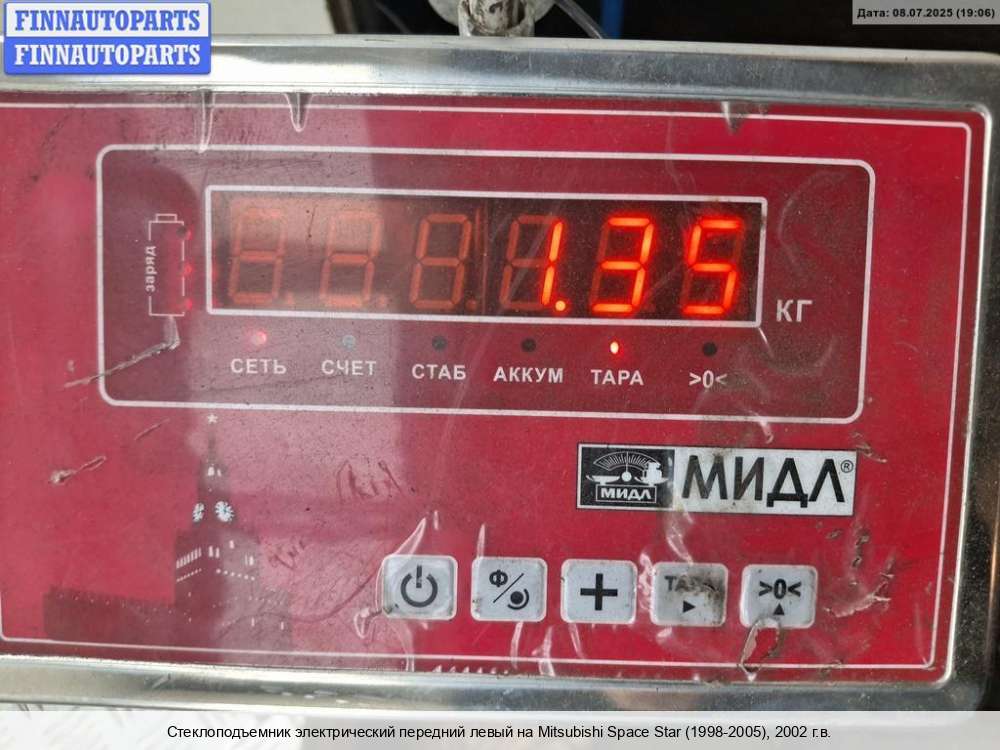 FINNAUTOPARTS
FINNAUTOPARTS
Дата: 08.07.2025 (19:06)
заряд
1.35
КГ
СЕТЬ СЧЕТ СТАБ АККУМ ТАРА >0<
МИДЛ МИДЛ®
Ф/ + ТАРА >0<
Стеклоподъемник электрический передний левый на Mitsubishi Space Star (1998-2005), 2002 г.в.